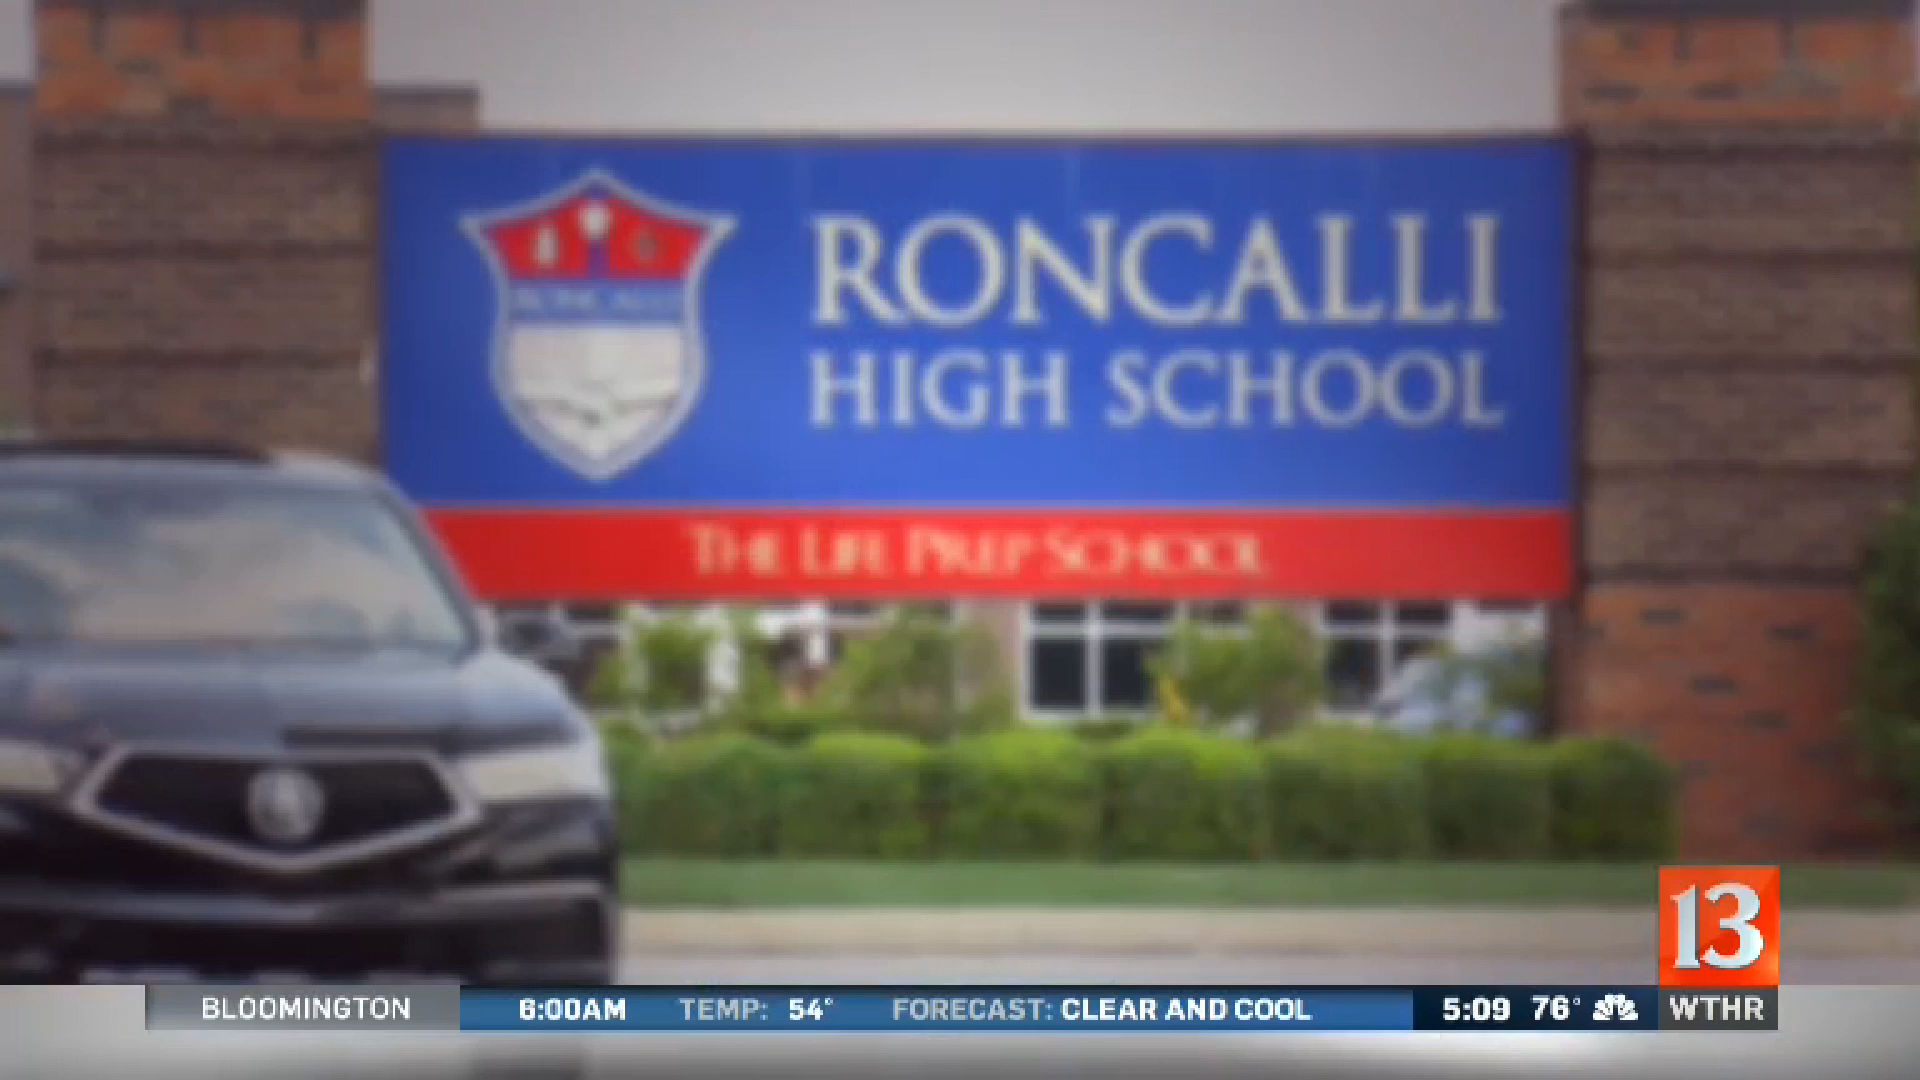 RONCALLI
RONCALLI
HIGH SCHOOL
THE LIFE PREP SCHOOL
13
BLOOMINGTON 6:00AM TEMP: 54° FORECAST: CLEAR AND COOL 5:09 76° WTHR